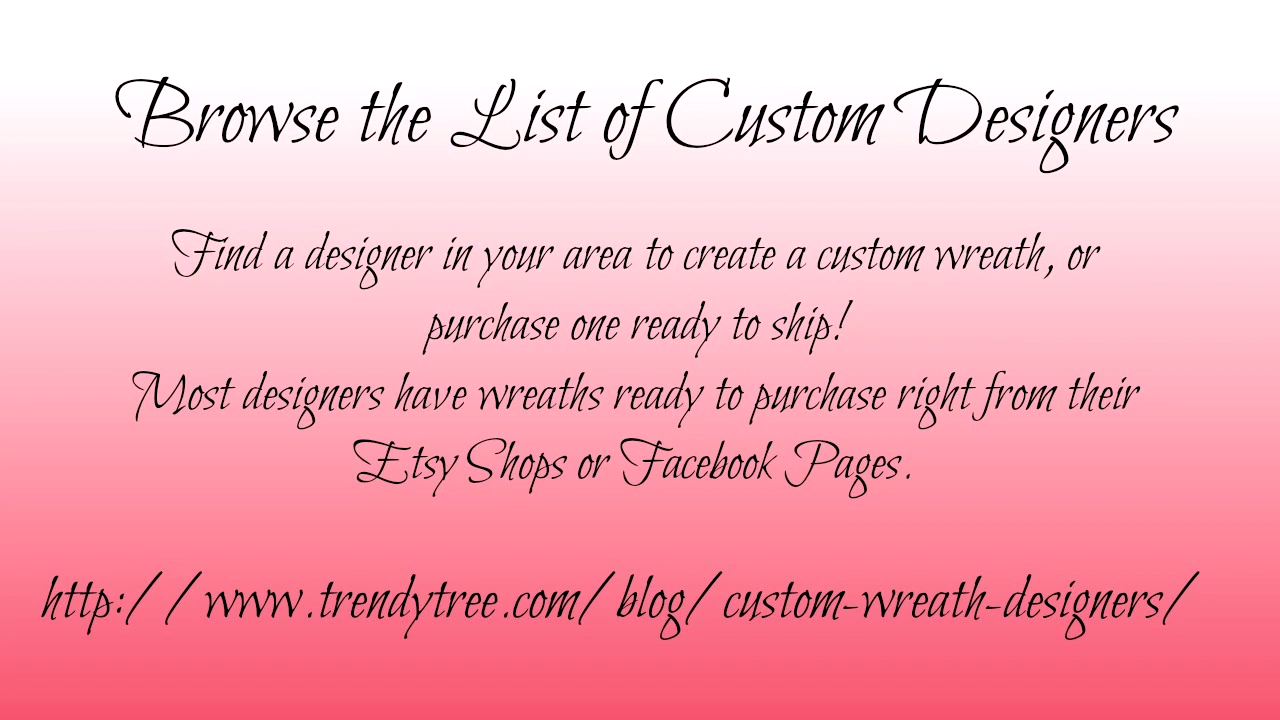 Browse the List of Custom Designers
Find a designer in your area to create a custom wreath, or
purchase one ready to ship!
Most designers have wreaths ready to purchase right from their
Etsy Shops or Facebook Pages.
http://www.trendytree.com/blog/custom-wreath-designers/